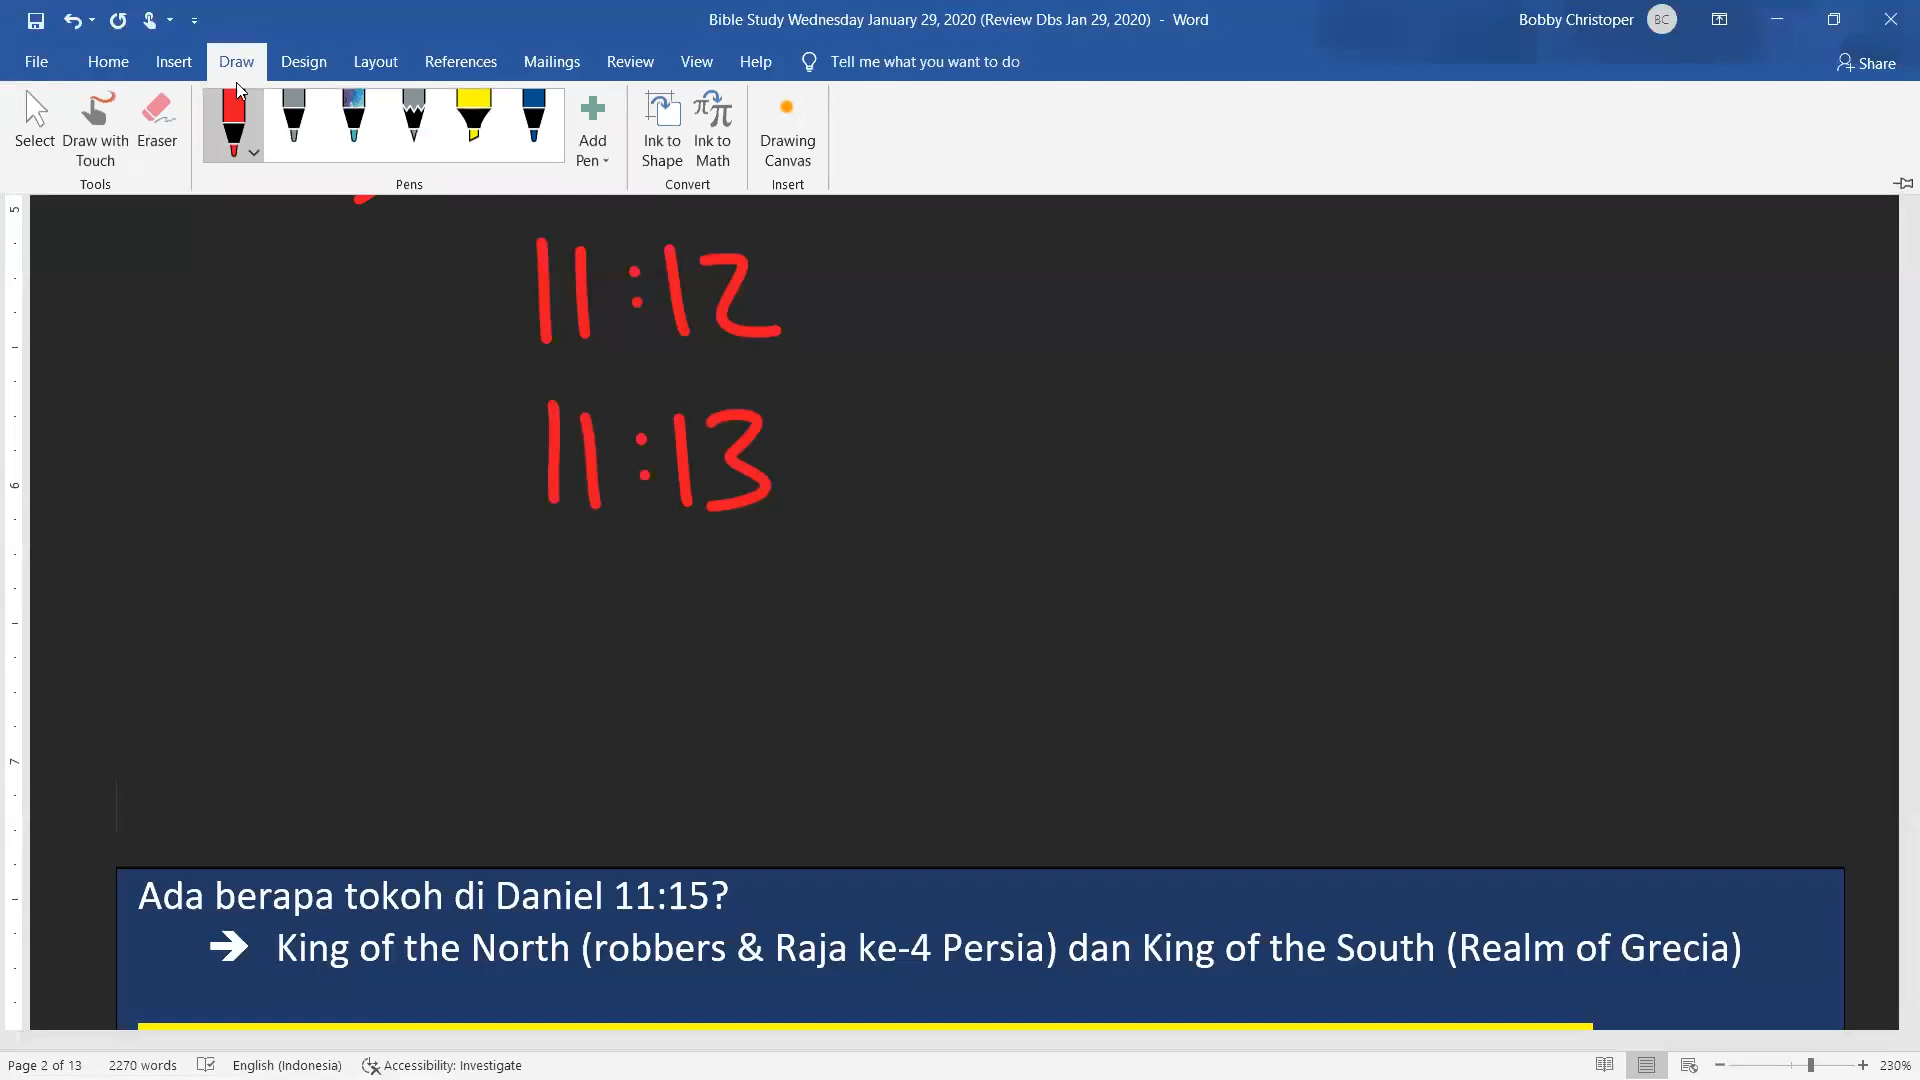 Bible Study Wednesday January 29, 2020 (Review Dbs Jan 29, 2020) - Word
Bobby Christoper
BC
File Home Insert Draw Design Layout References Mailings Review View Help Tell me what you want to do
Share
Select
Draw with Touch
Eraser
Add Pen
Ink to Shape
Ink to Math
Drawing Canvas
Tools
Pens
Convert
Insert
5
11:12
11:13
6
7
Ada berapa tokoh di Daniel 11:15?
➔ King of the North (robbers & Raja ke-4 Persia) dan King of the South (Realm of Grecia)
Page 2 of 13 2270 words English (Indonesia) Accessibility: Investigate
230%